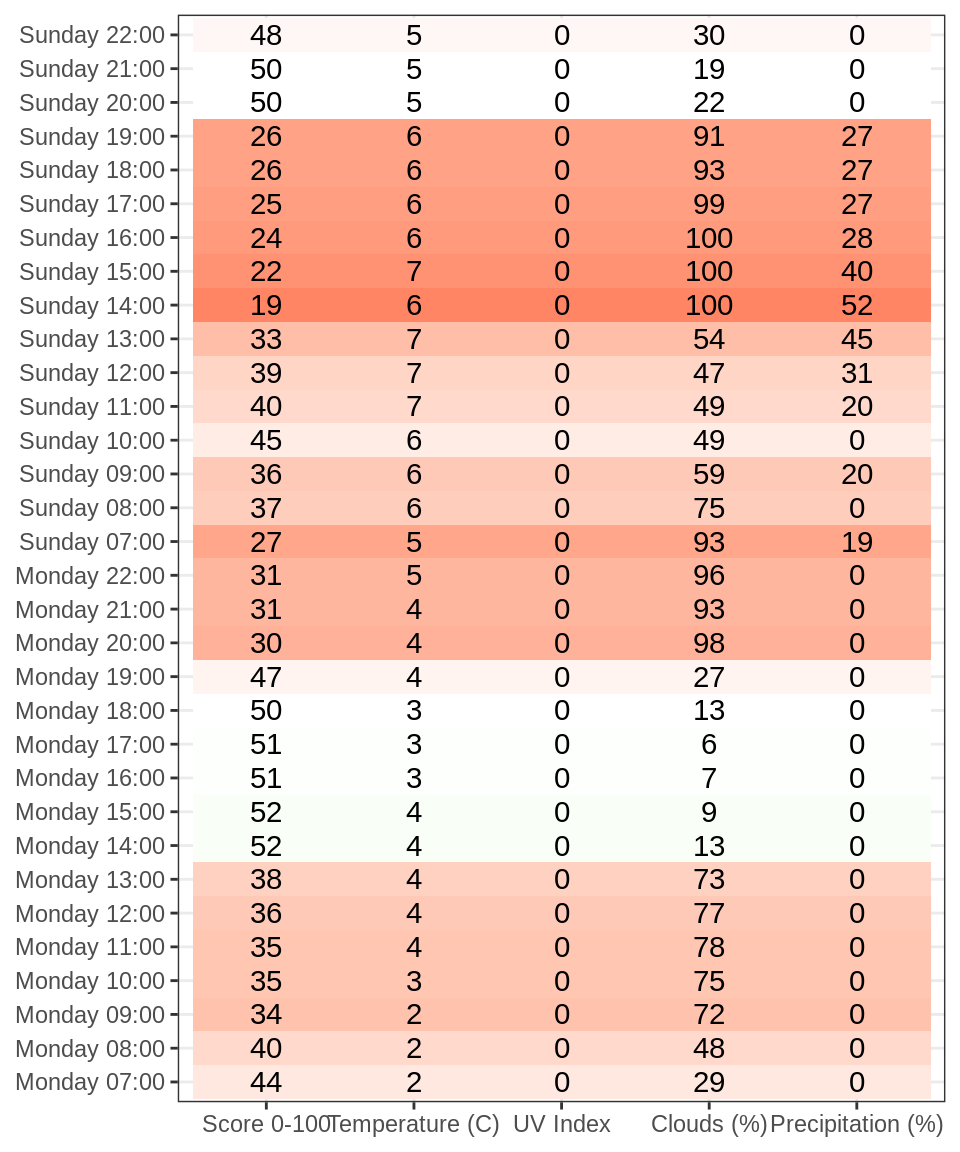 Sunday 22:00 48 5 0 30 0
Sunday 21:00 50 5 0 19 0
Sunday 20:00 50 5 0 22 0
Sunday 19:00 26 6 0 91 27
Sunday 18:00 26 6 0 93 27
Sunday 17:00 25 6 0 99 27
Sunday 16:00 24 6 0 100 28
Sunday 15:00 22 7 0 100 40
Sunday 14:00 19 6 0 100 52
Sunday 13:00 33 7 0 54 45
Sunday 12:00 39 7 0 47 31
Sunday 11:00 40 7 0 49 20
Sunday 10:00 45 6 0 49 0
Sunday 09:00 36 6 0 59 20
Sunday 08:00 37 6 0 75 0
Sunday 07:00 27 5 0 93 19
Monday 22:00 31 5 0 96 0
Monday 21:00 31 4 0 93 0
Monday 20:00 30 4 0 98 0
Monday 19:00 47 4 0 27 0
Monday 18:00 50 3 0 13 0
Monday 17:00 51 3 0 6 0
Monday 16:00 51 3 0 7 0
Monday 15:00 52 4 0 9 0
Monday 14:00 52 4 0 13 0
Monday 13:00 38 4 0 73 0
Monday 12:00 36 4 0 77 0
Monday 11:00 35 4 0 78 0
Monday 10:00 35 3 0 75 0
Monday 09:00 34 2 0 72 0
Monday 08:00 40 2 0 48 0
Monday 07:00 44 2 0 29 0
Score 0-100 Temperature (C) UV Index Clouds (%) Precipitation (%)